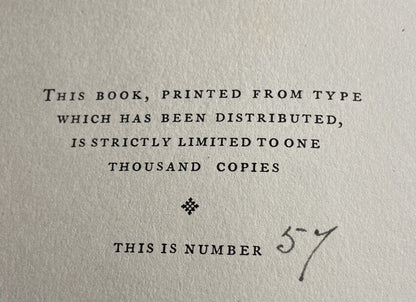 THIS BOOK, PRINTED FROM TYPE
WHICH HAS BEEN DISTRIBUTED,
IS STRICTLY LIMITED TO ONE
THOUSAND COPIES
THIS IS NUMBER 57